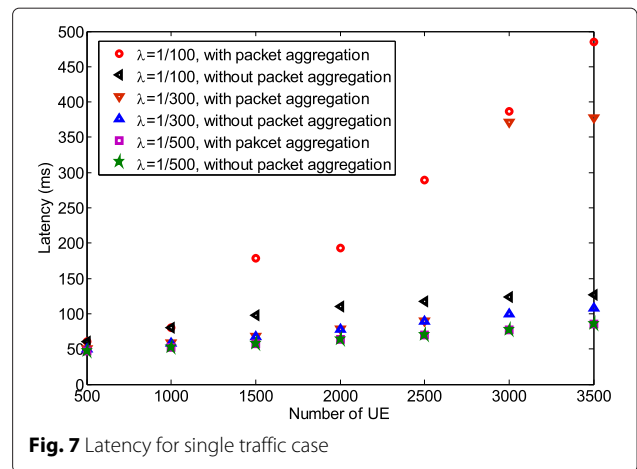 500
450
400
350
300
250
200
150
100
50
0
Latency (ms)
λ=1/100, with packet aggregation
λ=1/100, without packet aggregation
λ=1/300, with packet aggregation
λ=1/300, without packet aggregation
λ=1/500, with pakcet aggregation
λ=1/500, without packet aggregation
500 1000 1500 2000 2500 3000 3500
Number of UE
Fig. 7 Latency for single traffic case